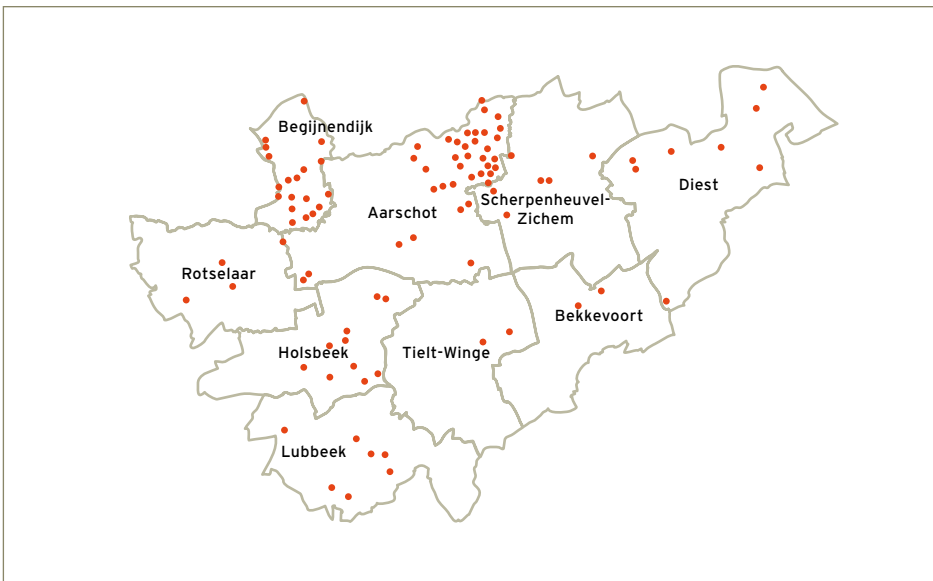 Begijnendijk
Aarschot
Scherpenheuvel-
Zichem
Diest
Rotselaar
Bekkevoort
Holsbeek
Tielt-Winge
Lubbeek